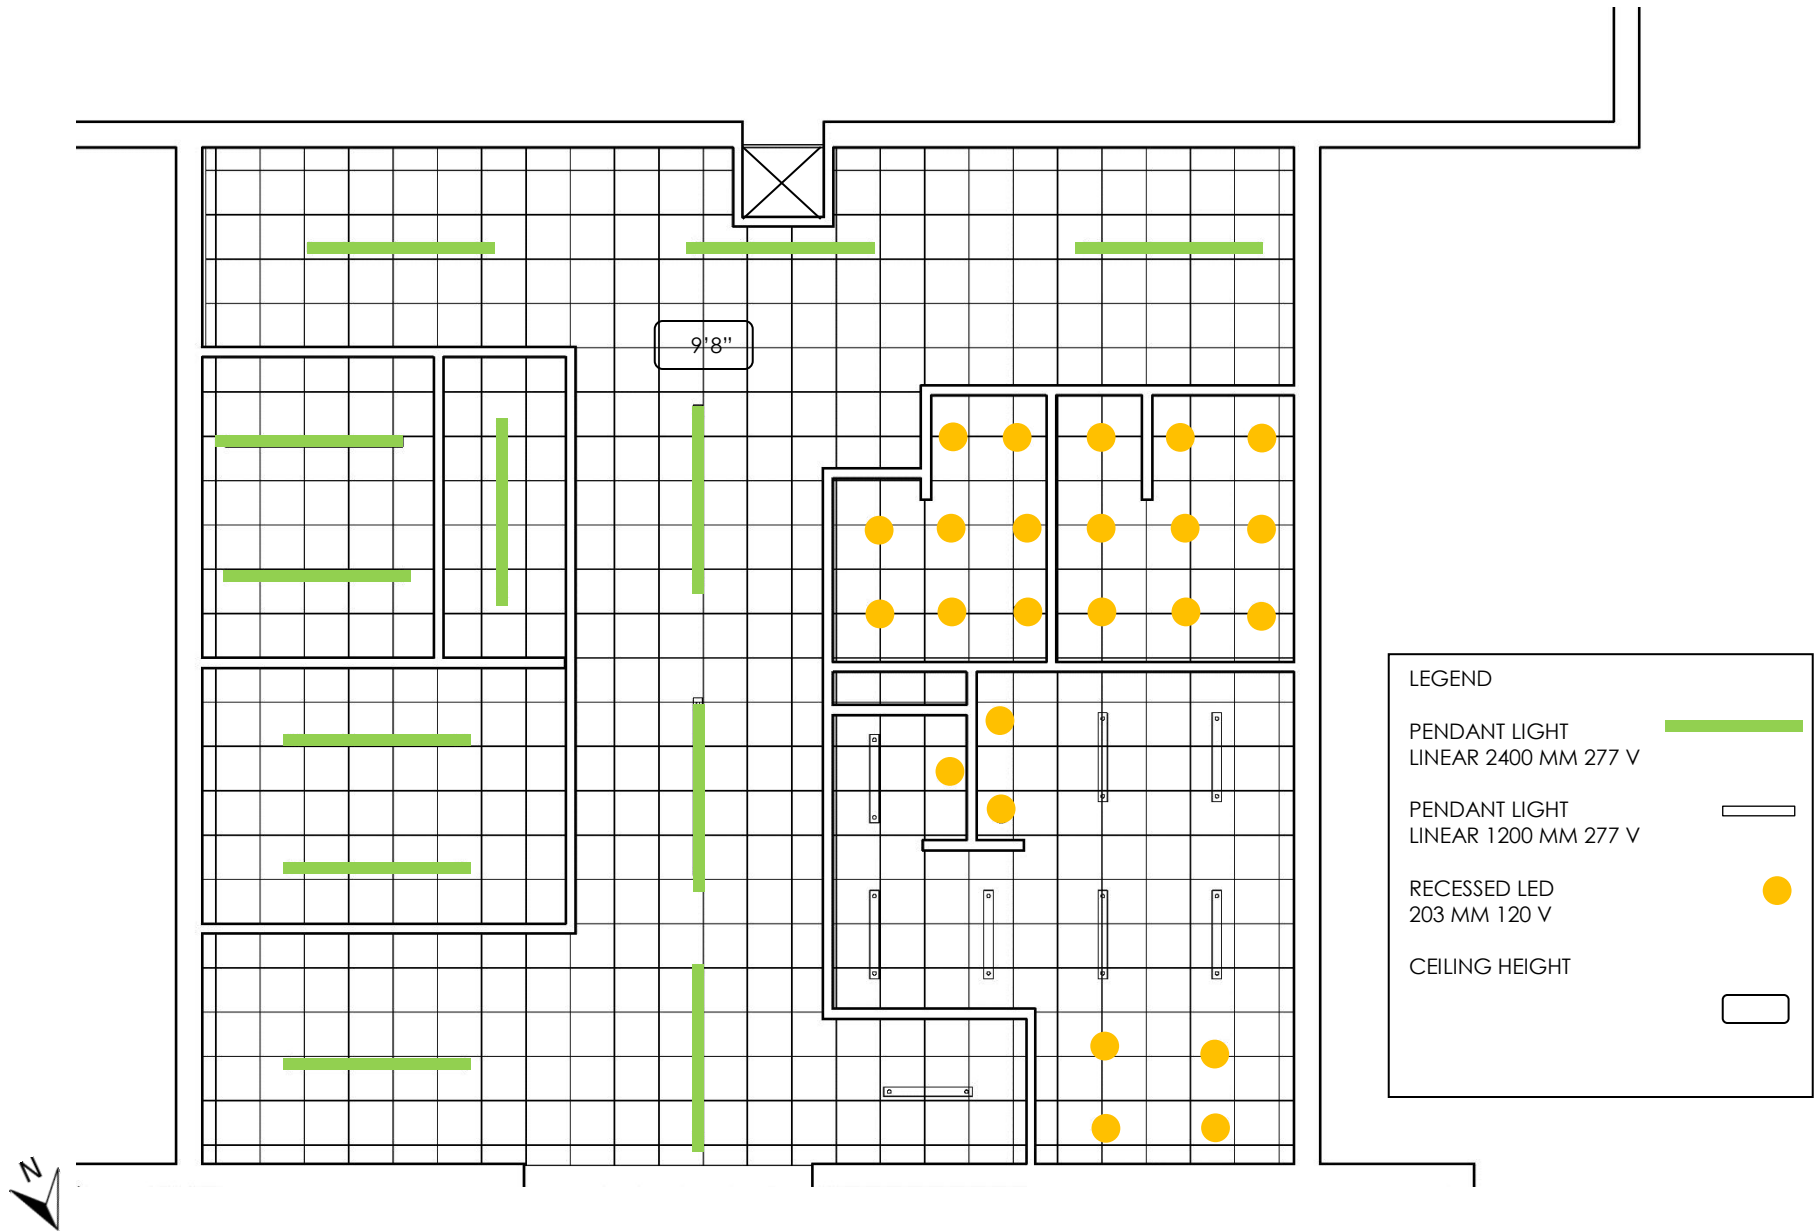 9'8"
LEGEND
PENDANT LIGHT
LINEAR 2400 MM 277 V
PENDANT LIGHT
LINEAR 1200 MM 277 V
RECESSED LED
203 MM 120 V
CEILING HEIGHT
N